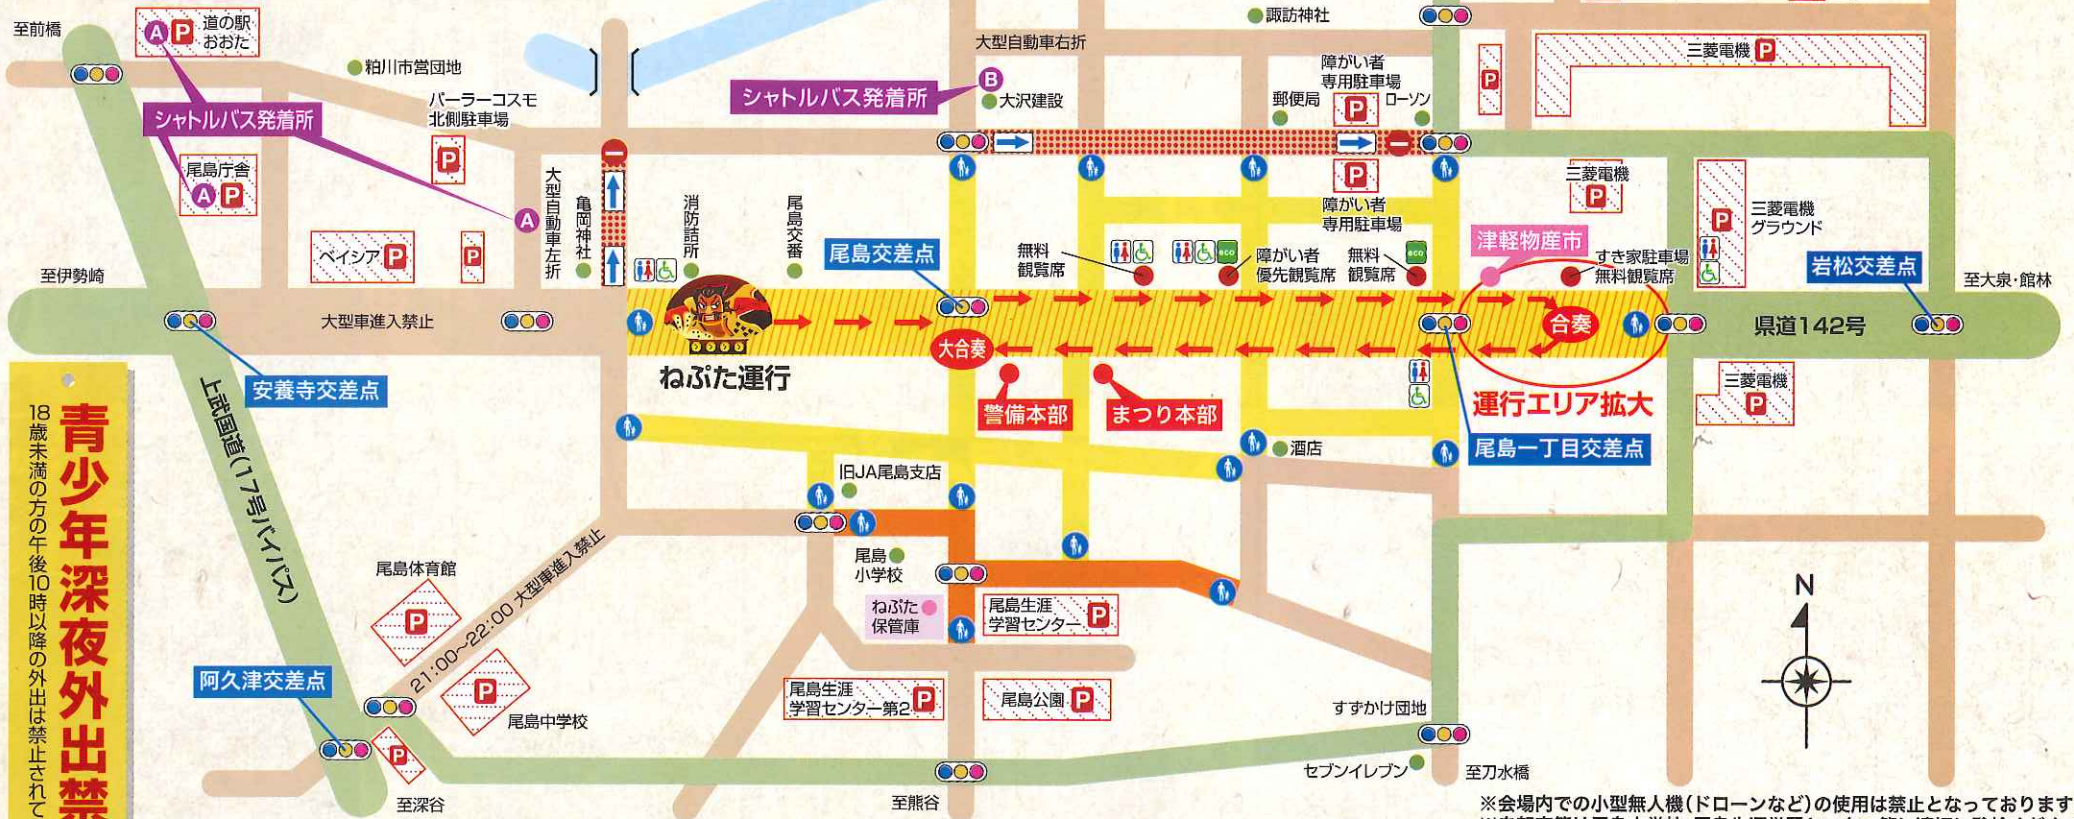 至前橋
A P 道の駅
おおた
粕川市営団地
シャトルバス発着所
パーラーコスモ
北側駐車場
P
尾島庁舎
A P
A
大型自動車左折
亀岡神社
消防詰所
尾島交番
ベイシア P
P
至伊勢崎
大型車進入禁止
安養寺交差点
上武国道(17号バイパス)
大型自動車右折
シャトルバス発着所
B
大沢建設
諏訪神社
障がい者
専用駐車場
P
郵便局
ローソン
P
三菱電機 P
P
障がい者
専用駐車場
三菱電機
P
P
三菱電機
グラウンド
尾島交差点
無料
観覧席
eco
障がい者
優先観覧席
無料
観覧席
eco
津軽物産市
すき家駐車場
無料観覧席
岩松交差点
至大泉・館林
県道142号
合奏
大合奏
ねぷた運行
警備本部
まつり本部
運行エリア拡大
尾島一丁目交差点
三菱電機
P
酒店
旧JA尾島支店
尾島
小学校
ねぷた
保管庫
尾島生涯
学習センター P
尾島体育館
P
21:00~22:00 大型車進入禁止
P
尾島中学校
阿久津交差点
P
至深谷
尾島生涯
学習センター第2 P
尾島公園 P
至熊谷
すずかけ団地
セブンイレブン
至刀水橋
N
青少年深夜外出禁
18歳未満の方の午後10時以降の外出は禁止されて
※会場内での小型無人機(ドローンなど)の使用は禁止となっております